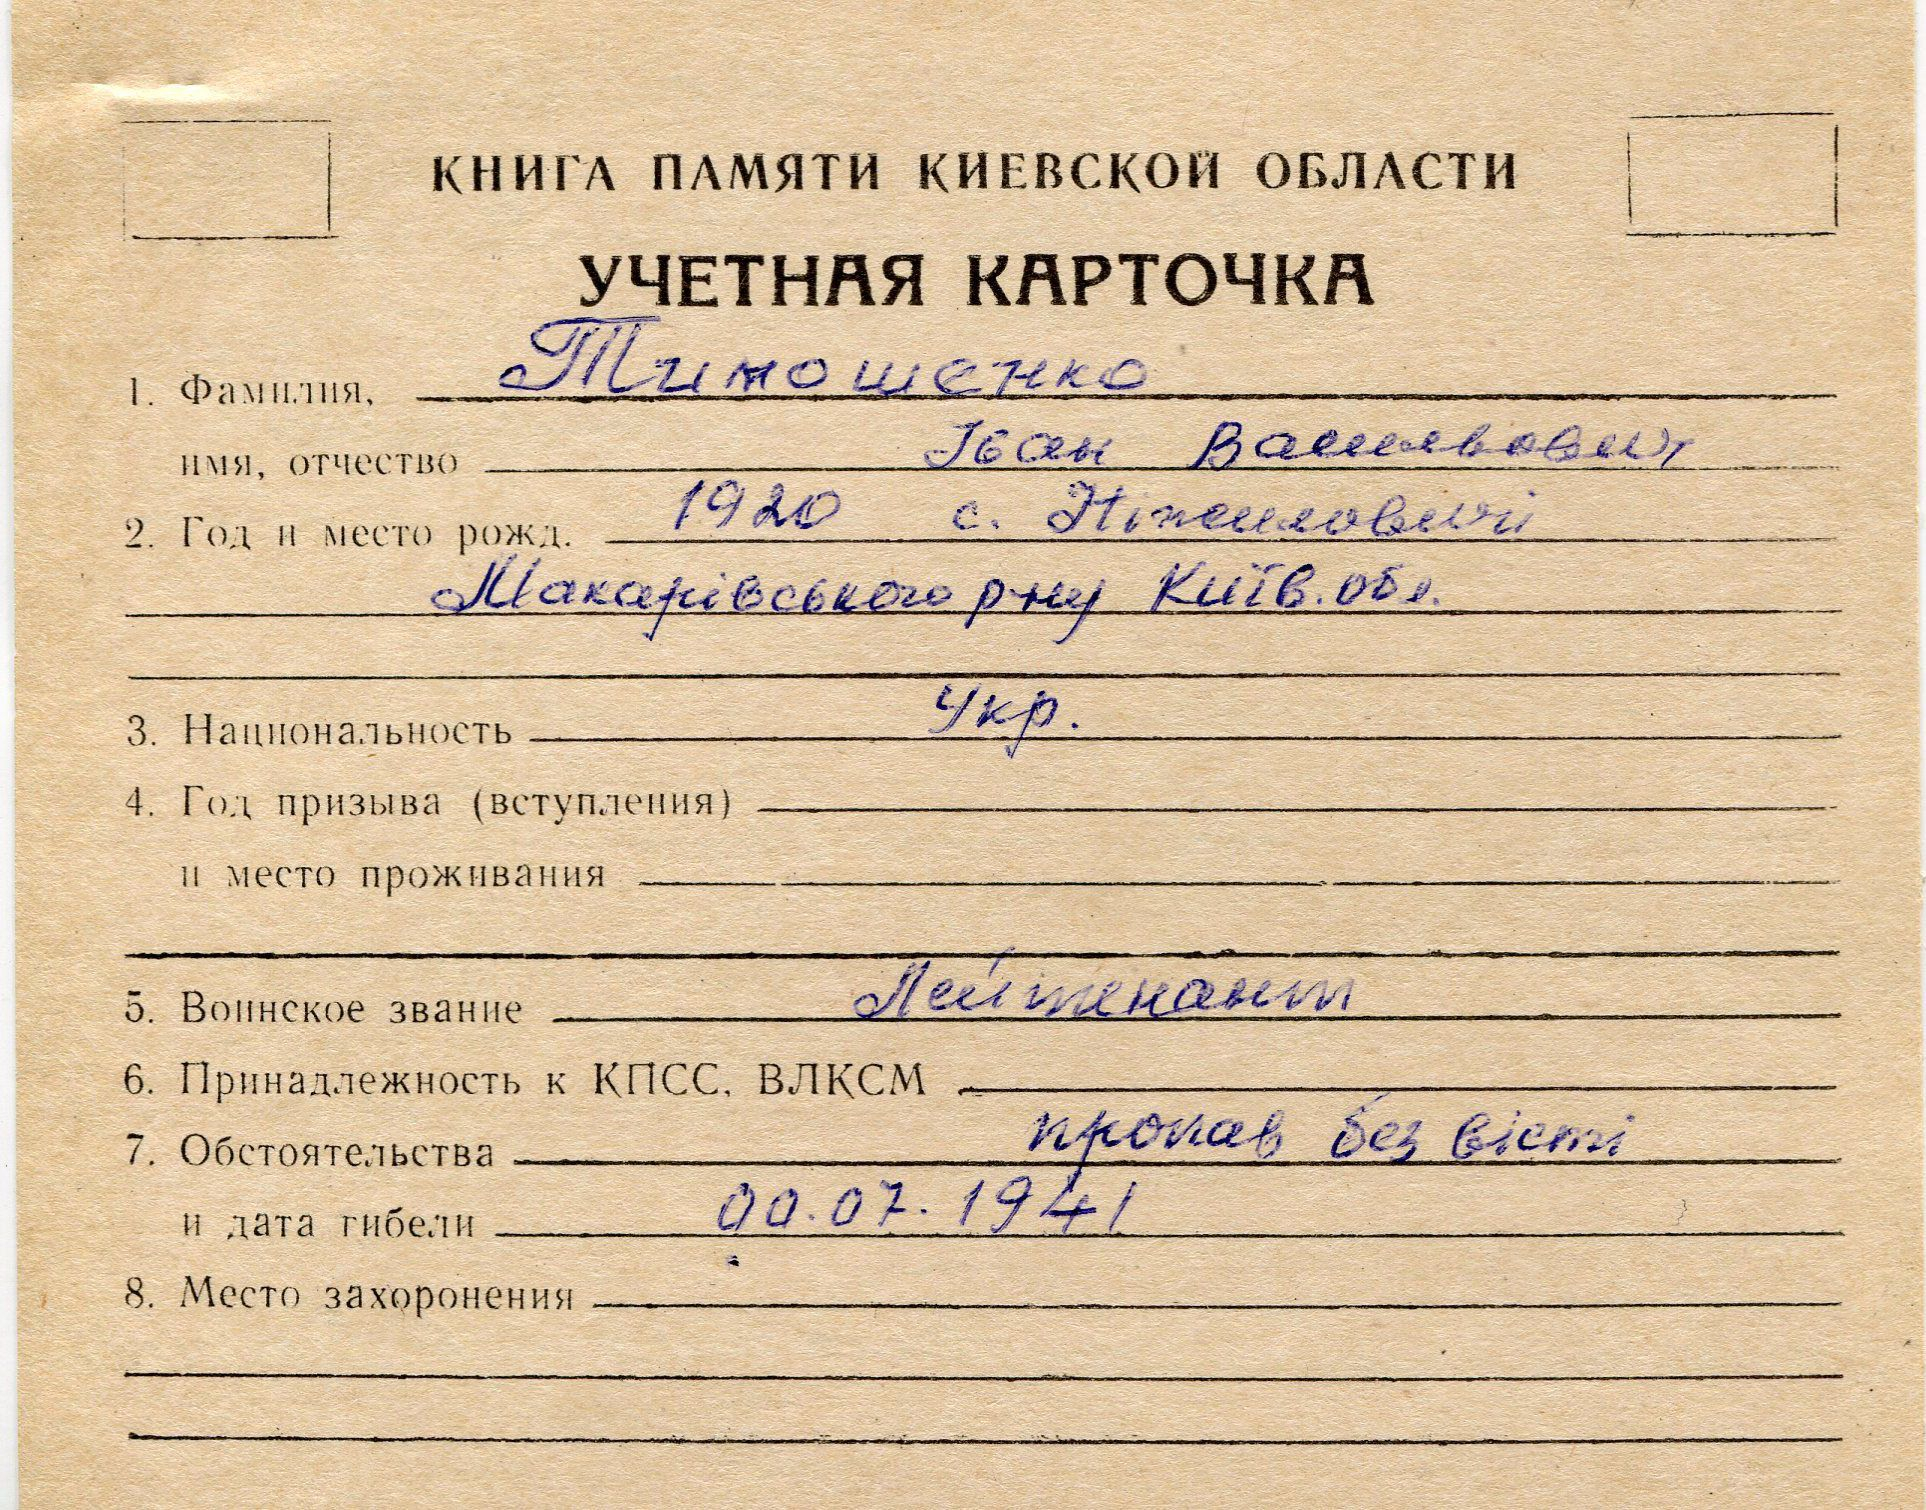 КНИГА ПАМЯТИ КИЕВСКОЙ ОБЛАСТИ
УЧЕТНАЯ КАРТОЧКА
1. Фамилия, Тимошенко
имя, отчество Іван Васильович
2. Год и место рожд. 1920 с. Ніжиловичі
Макарівського р-ну Київ. обл.
3. Национальность Укр.
4. Год призыва (вступления)
и место проживания
5. Воинское звание Лейтенант
6. Принадлежность к КПСС, ВЛКСМ
7. Обстоятельства пропав без вісті
и дата гибели 00.07.1941
8. Место захоронения